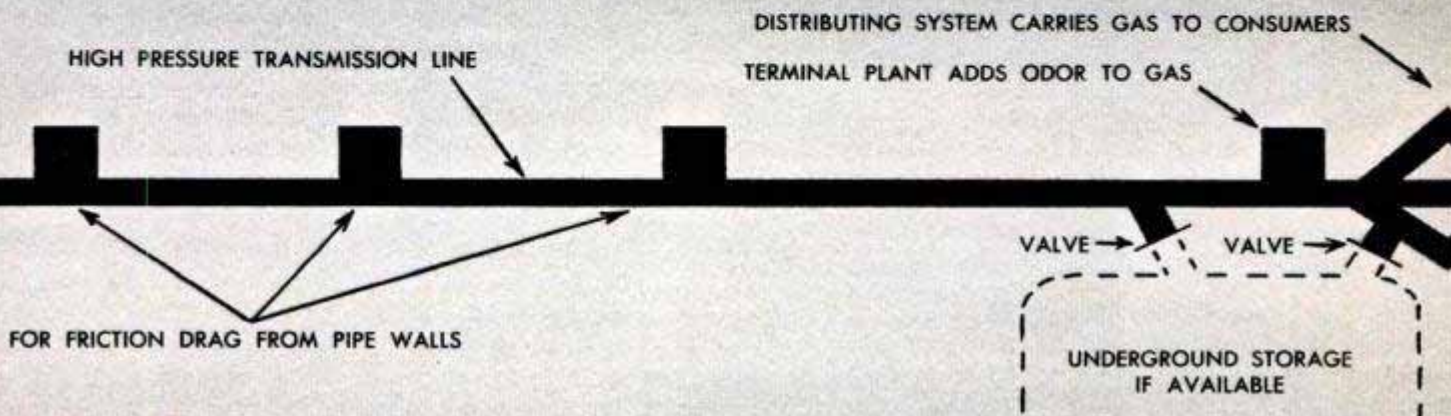 DISTRIBUTING SYSTEM CARRIES GAS TO CONSUMERS
HIGH PRESSURE TRANSMISSION LINE
TERMINAL PLANT ADDS ODOR TO GAS
VALVE
VALVE
FOR FRICTION DRAG FROM PIPE WALLS
UNDERGROUND STORAGE
IF AVAILABLE